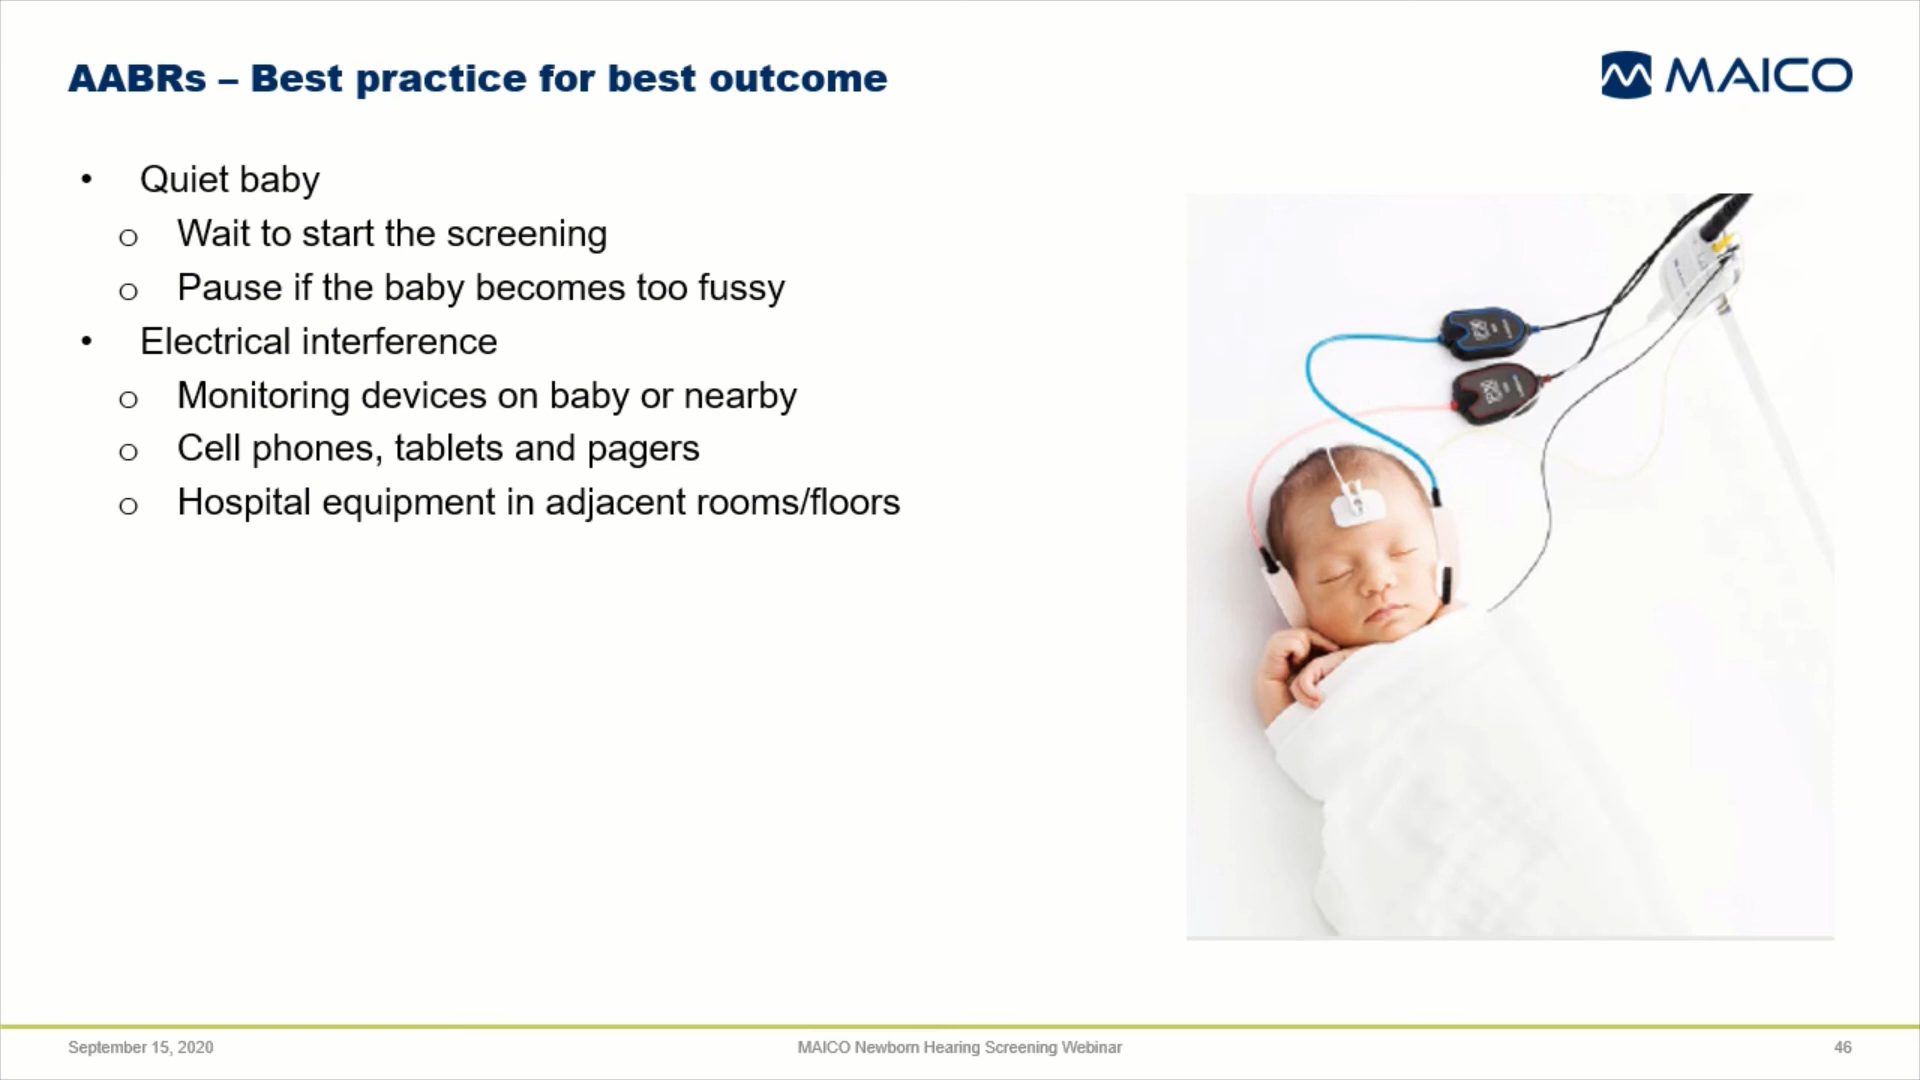 AABRs – Best practice for best outcome
MAICO
• Quiet baby
o Wait to start the screening
o Pause if the baby becomes too fussy
• Electrical interference
o Monitoring devices on baby or nearby
o Cell phones, tablets and pagers
o Hospital equipment in adjacent rooms/floors
September 15, 2020
MAICO Newborn Hearing Screening Webinar
46